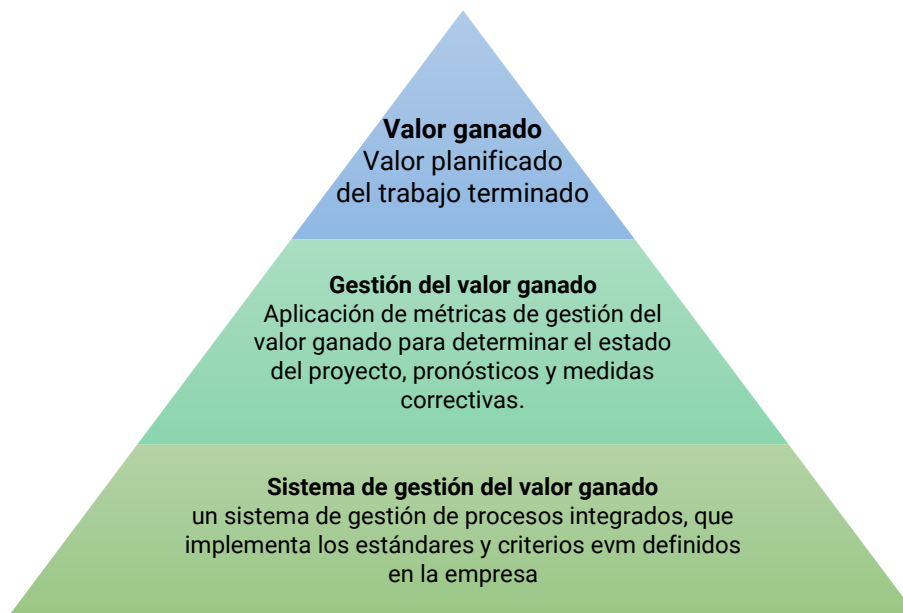 Valor ganado
Valor planificado
del trabajo terminado
Gestión del valor ganado
Aplicación de métricas de gestión del
valor ganado para determinar el estado
del proyecto, pronósticos y medidas
correctivas.
Sistema de gestión del valor ganado
un sistema de gestión de procesos integrados, que
implementa los estándares y criterios evm definidos
en la empresa